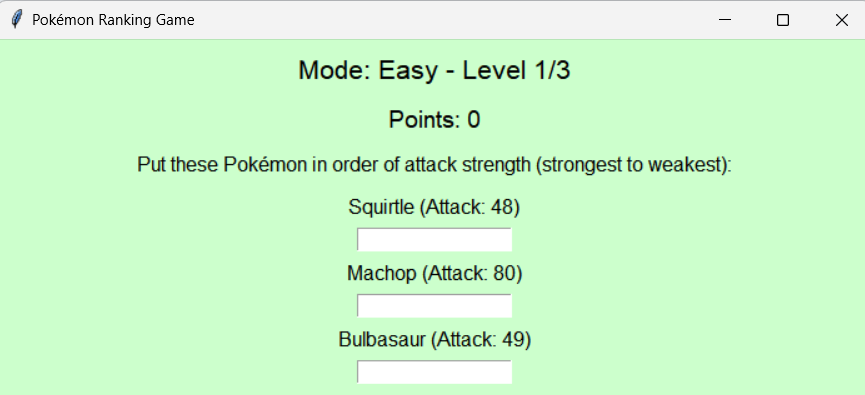 Pokémon Ranking Game
Mode: Easy - Level 1/3
Points: 0
Put these Pokémon in order of attack strength (strongest to weakest):
Squirtle (Attack: 48)
Machop (Attack: 80)
Bulbasaur (Attack: 49)